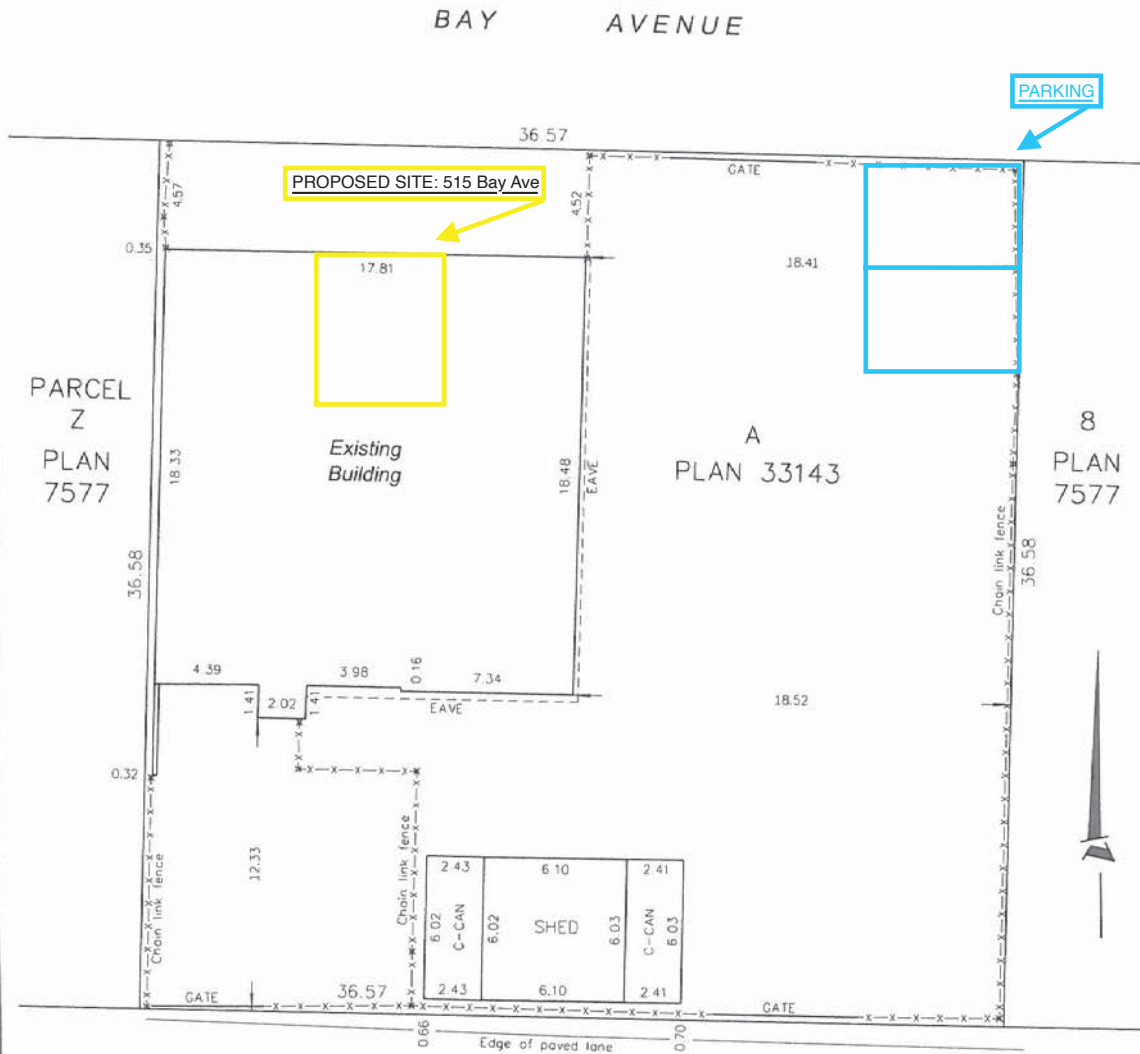 BAY AVENUE
PARKING
36.57
GATE
PROPOSED SITE: 515 Bay Ave
4.57
4.52
0.35
17.81
18.41
PARCEL
Z
PLAN
7577
18.33
Existing
Building
18.48
EAVE
A
PLAN 33143
8
PLAN
7577
36.58
Chain link fence
36.58
4.39
1.41
2.02
1.41
3.98
0.16
7.34
EAVE
18.52
0.32
Chain link fence
12.33
Chain link fence
2.43
6.10
2.41
6.02
C-CAN
6.02
SHED
6.03
C-CAN
6.03
2.43
6.10
2.41
GATE
36.57
GATE
0.66
Edge of paved lane
0.70